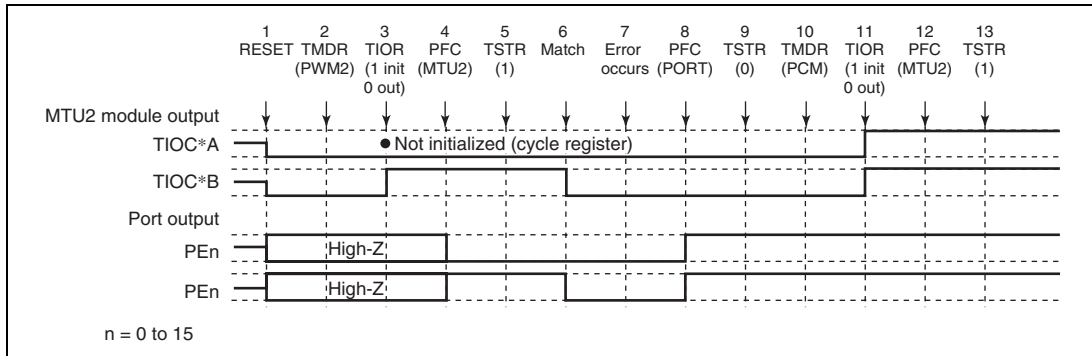 1 2 3 4 5 6 7 8 9 10 11 12 13
RESET TMDR TIOR PFC TSTR Match Error PFC TSTR TMDR TIOR PFC TSTR
(PWM2) (1 init (MTU2) (1) occurs (PORT) (0) (PCM) (1 init (MTU2) (1)
0 out) 0 out)
MTU2 module output
TIOC*A
● Not initialized (cycle register)
TIOC*B
Port output
PEn High-Z
PEn High-Z
n = 0 to 15